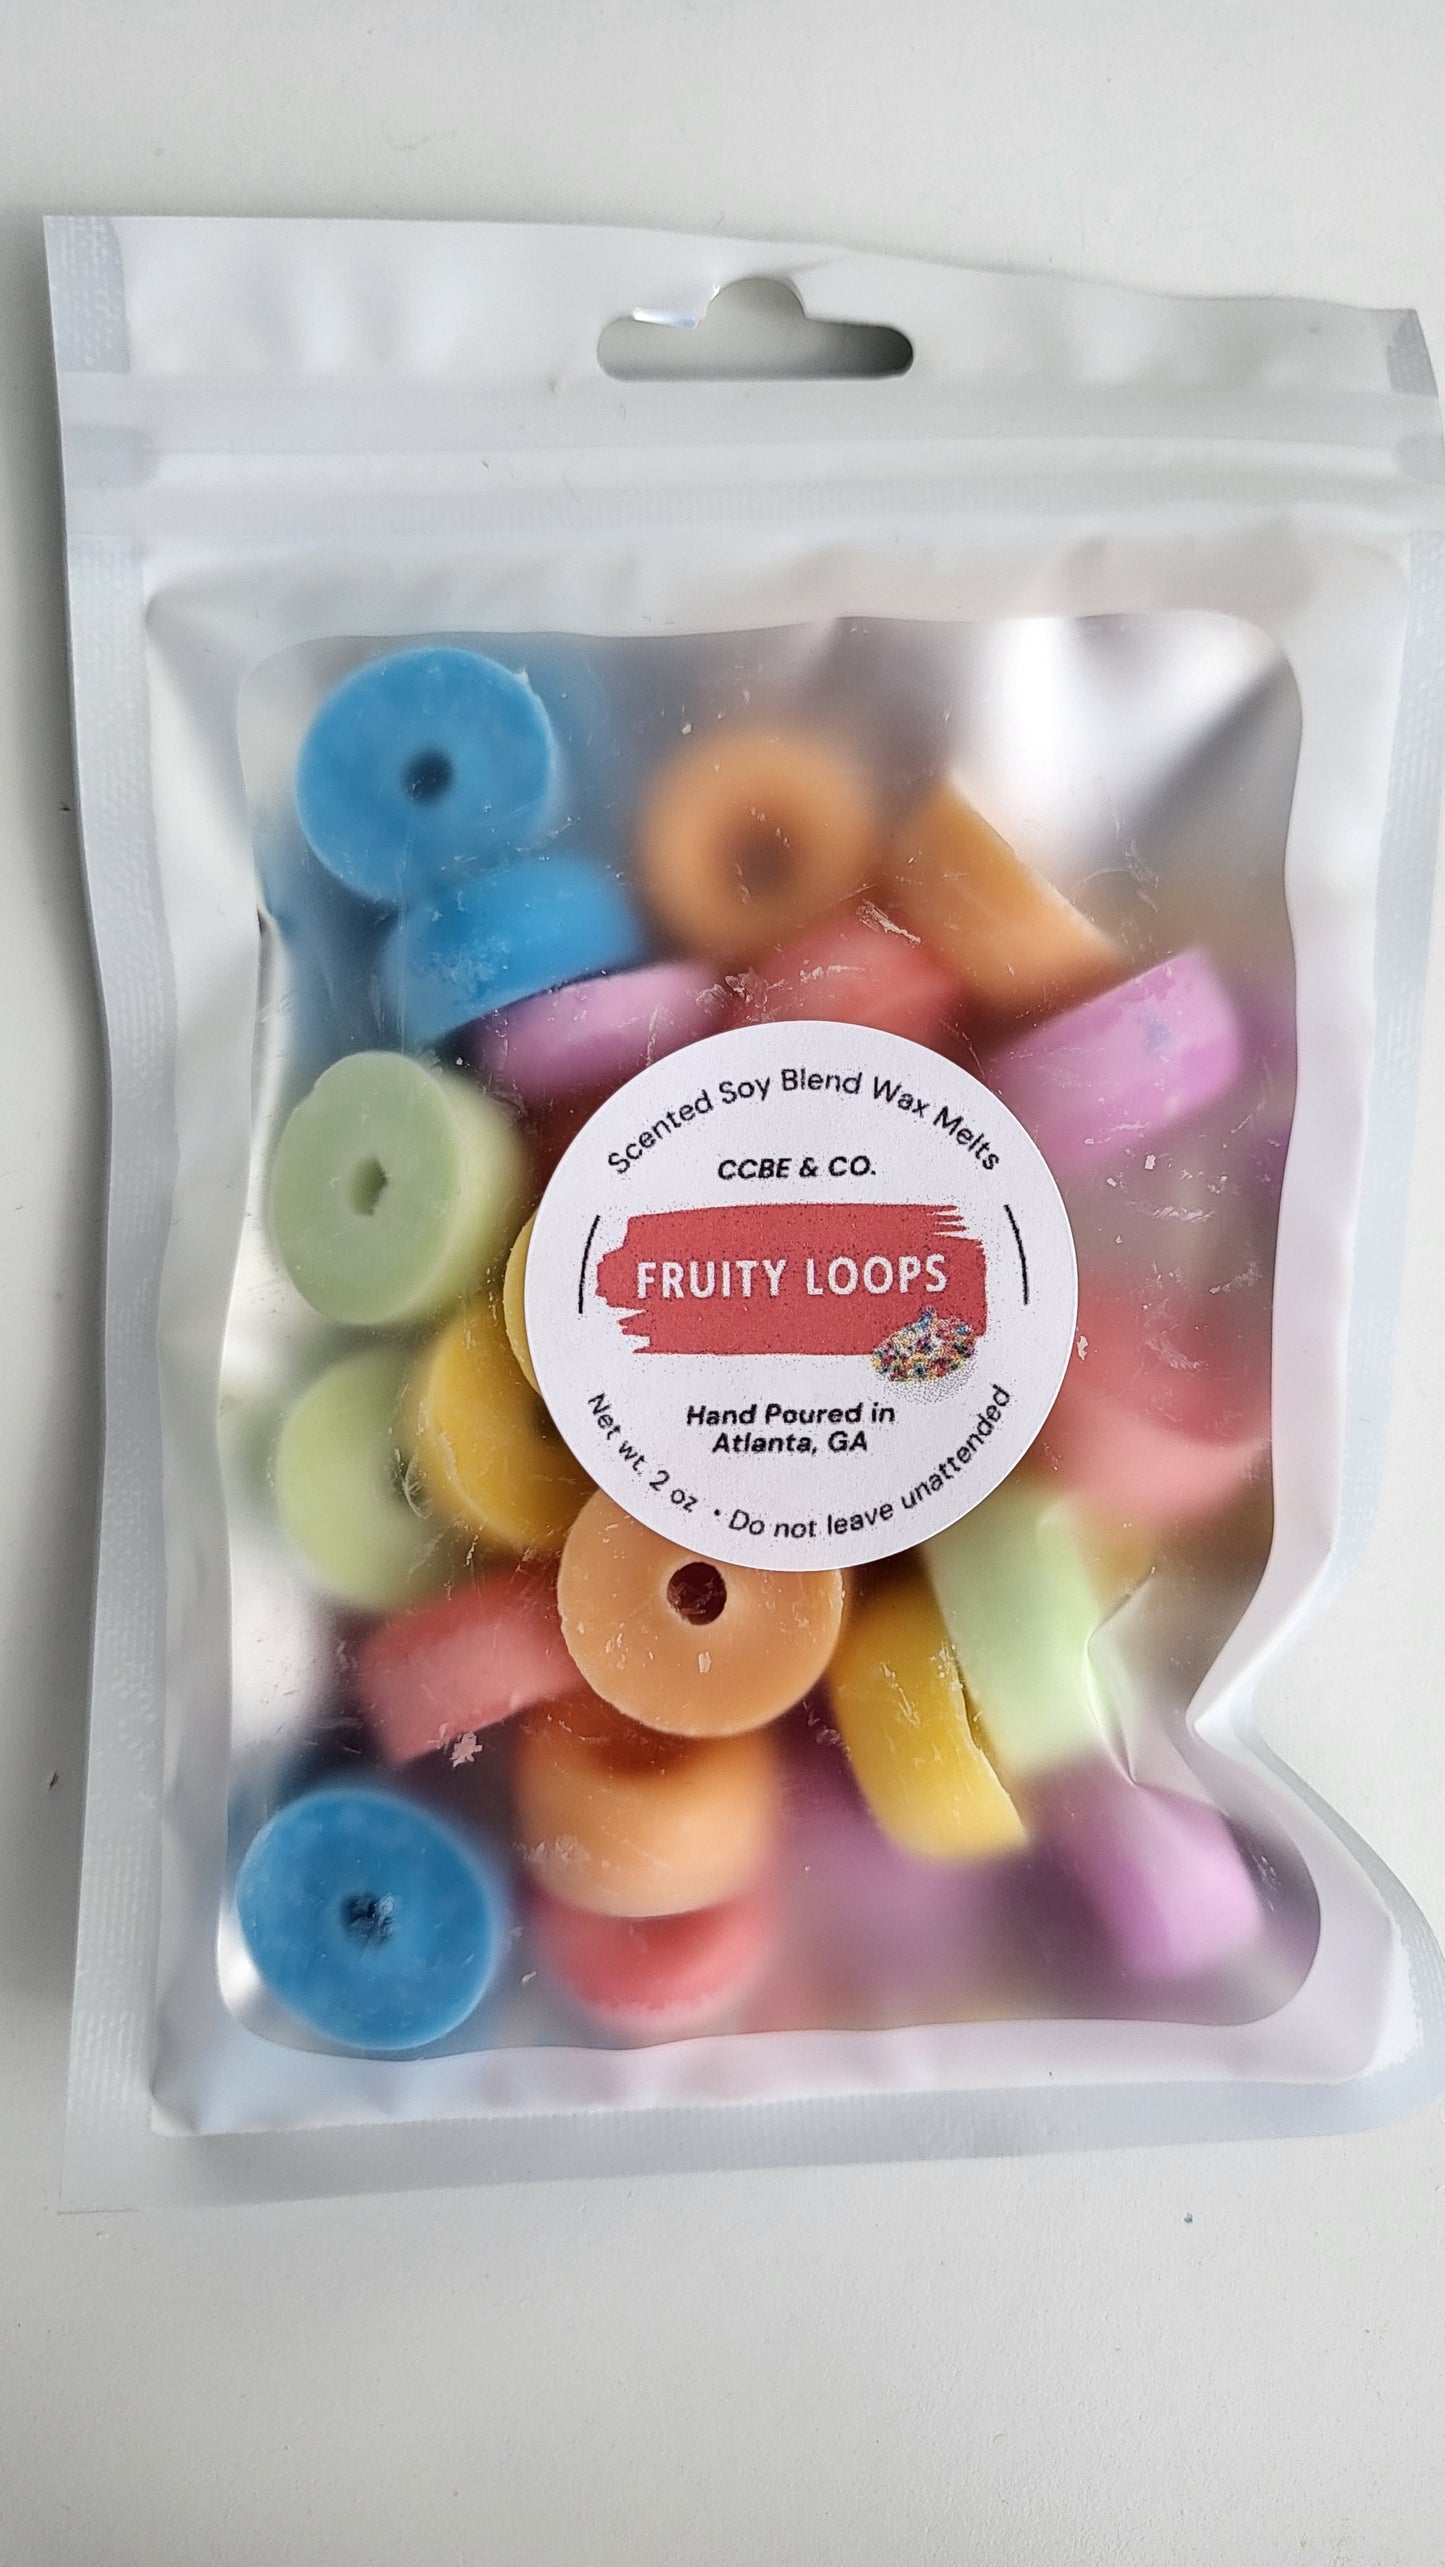 Scented Soy Blend Wax Melts
CCBE & CO.
FRUITY LOOPS
Hand Poured in
Atlanta, GA
Net wt. 2 oz • Do not leave unattended